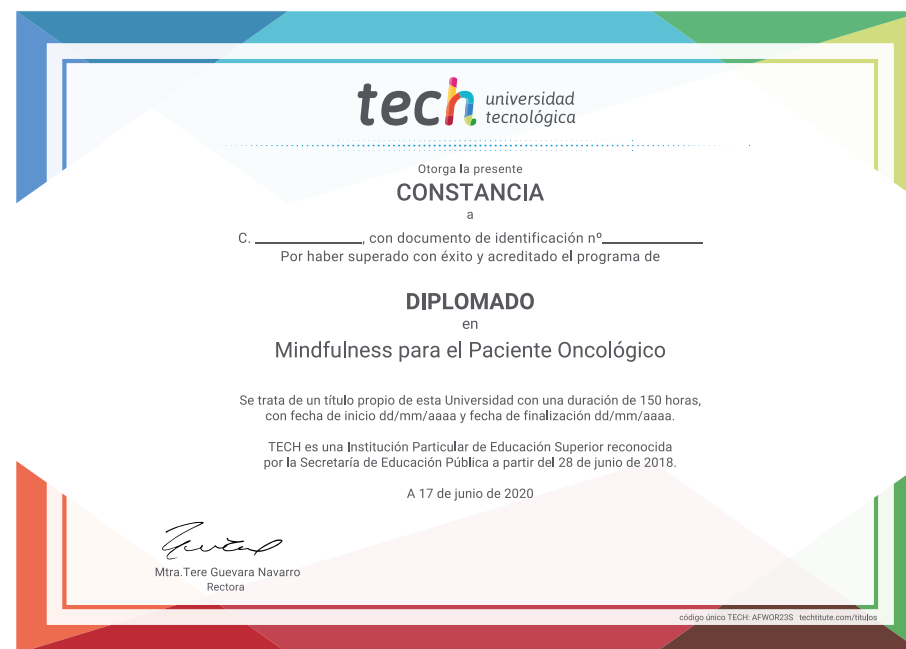 tech universidad
tecnológica
Otorga la presente
CONSTANCIA
a
C. ____________, con documento de identificación nº____________
Por haber superado con éxito y acreditado el programa de
DIPLOMADO
en
Mindfulness para el Paciente Oncológico
Se trata de un título propio de esta Universidad con una duración de 150 horas,
con fecha de inicio dd/mm/aaaa y fecha de finalización dd/mm/aaaa.
TECH es una Institución Particular de Educación Superior reconocida
por la Secretaría de Educación Pública a partir del 28 de junio de 2018.
A 17 de junio de 2020
Mtra.Tere Guevara Navarro
Rectora
código único TECH: AFWOR23S techtitute.com/titulos